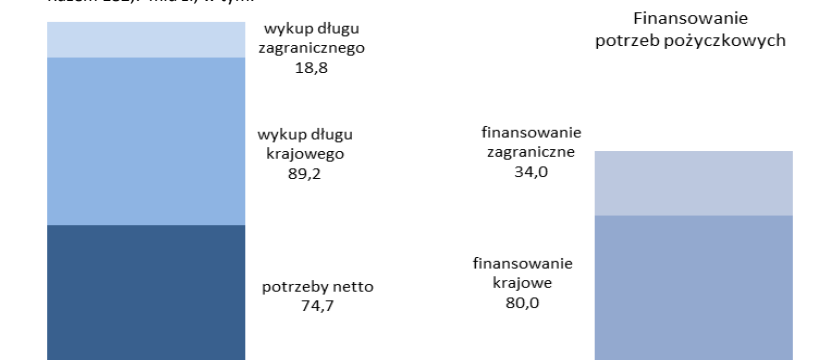 Finansowanie
potrzeb pożyczkowych
wykup długu
zagranicznego
18,8
wykup długu
krajowego
89,2
potrzeby netto
74,7
finansowanie
zagraniczne
34,0
finansowanie
krajowe
80,0